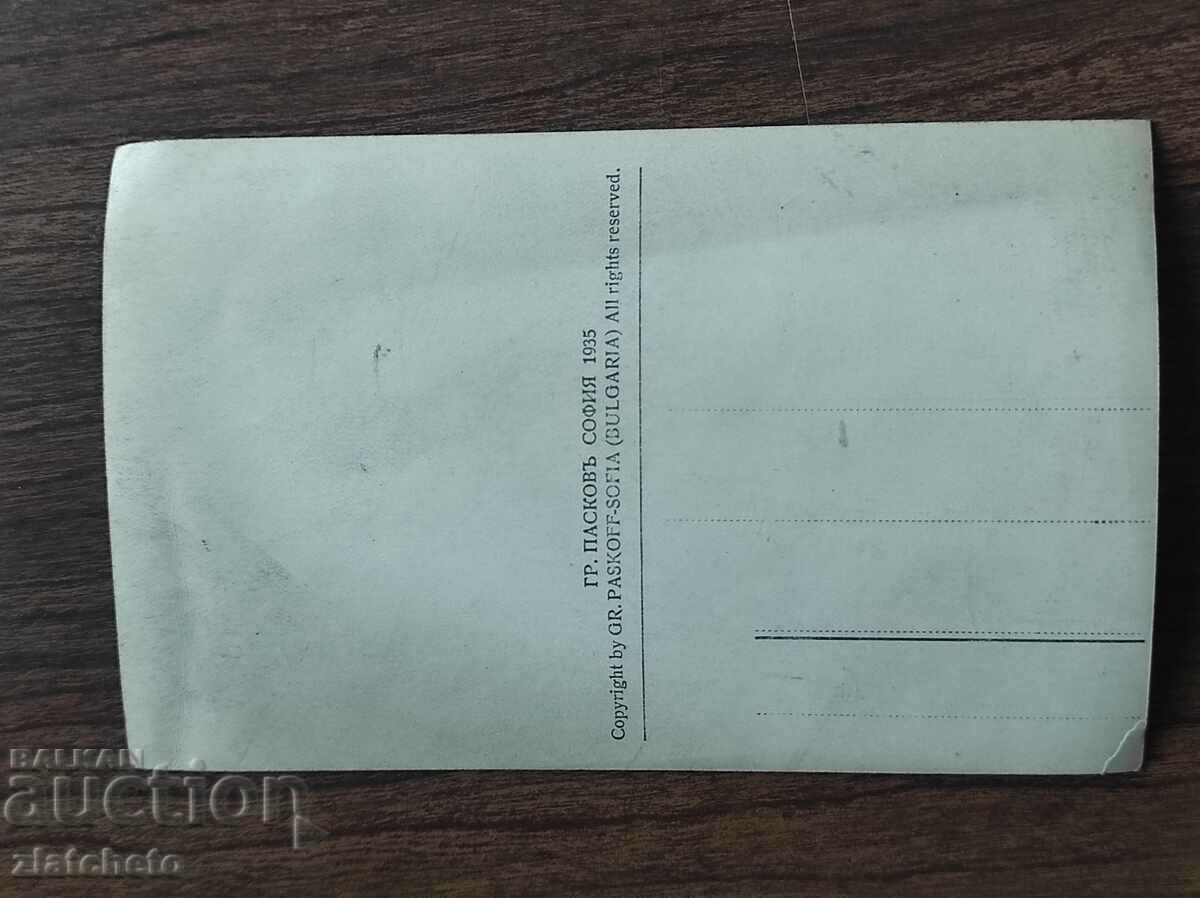 ГР. ПАСКОВЪ СОФИЯ 1935
Copyright by GR. PASKOFF-SOFIA (BULGARIA) All rights reserved.
BALKAN
auction
zlatcheto